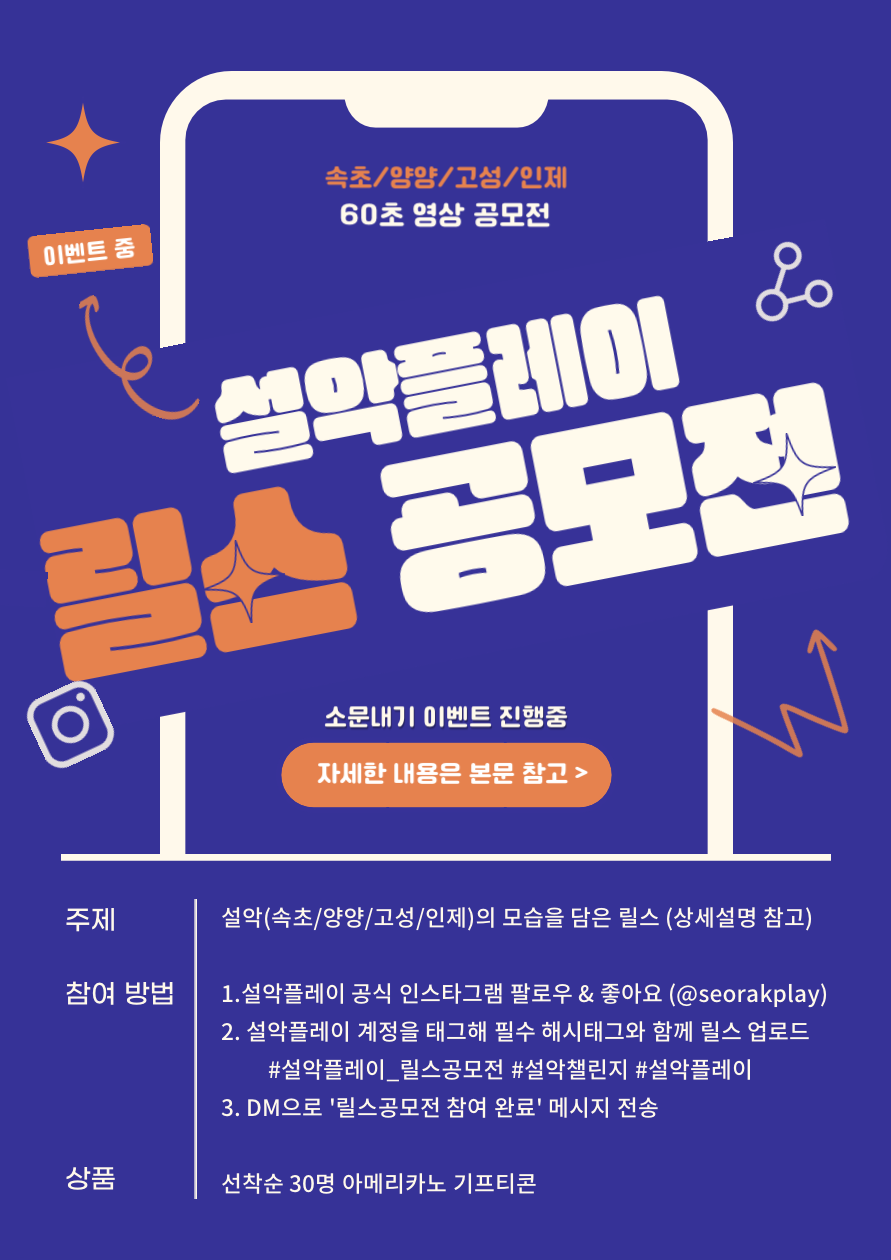 속초/양양/고성/인제
60초 영상 공모전
이벤트 중
설악플레이
릴스 공모전
소문내기 이벤트 진행중
자세한 내용은 본문 참고 >
주제
설악(속초/양양/고성/인제)의 모습을 담은 릴스 (상세설명 참고)
참여 방법
1.설악플레이 공식 인스타그램 팔로우 & 좋아요 (@seorakplay)
2. 설악플레이 계정을 태그해 필수 해시태그와 함께 릴스 업로드
#설악플레이_릴스공모전 #설악챌린지 #설악플레이
3. DM으로 '릴스공모전 참여 완료' 메시지 전송
상품
선착순 30명 아메리카노 기프티콘